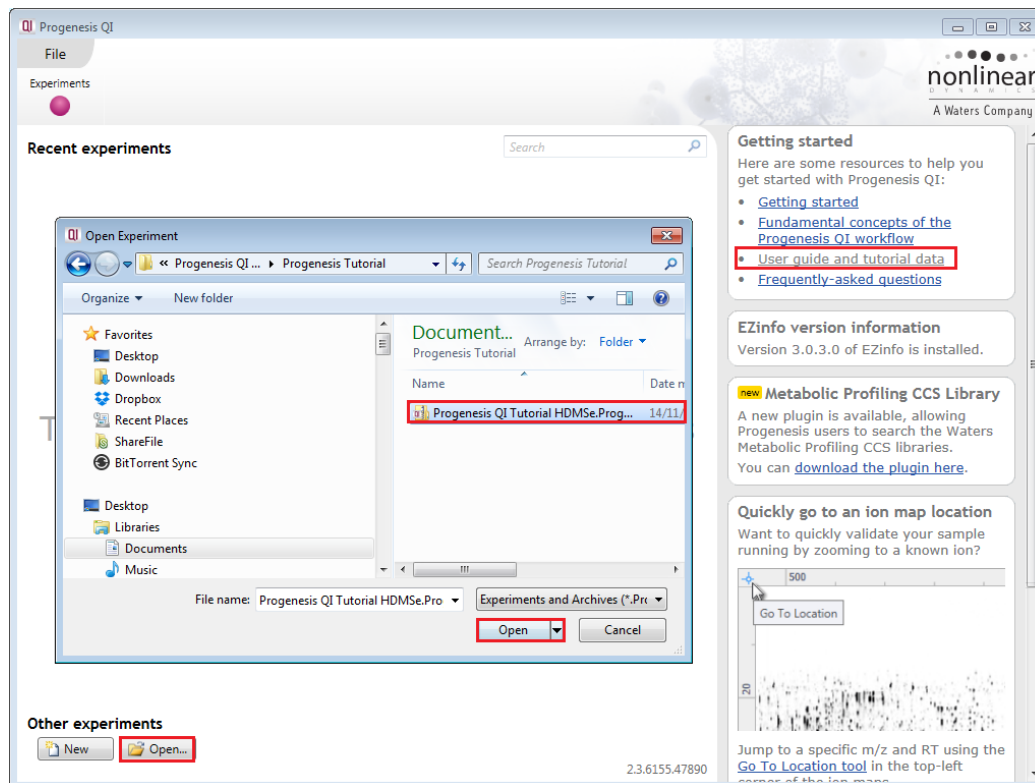 Progenesis QI
File
Experiments
nonlinear
DYNAMICS
A Waters Company
Recent experiments
Search
Open Experiment
« Progenesis QI ... Progenesis Tutorial
Search Progenesis Tutorial
Organize
New folder
Favorites
Desktop
Downloads
Dropbox
Recent Places
ShareFile
BitTorrent Sync
Desktop
Libraries
Documents
Music
Document...
Progenesis Tutorial
Arrange by: Folder
Name
Date n
Progenesis QI Tutorial HDMSe.Prog... 14/11/
File name: Progenesis QI Tutorial HDMSe.Pro
Experiments and Archives (*.Pro
Open
Cancel
T
Other experiments
New
Open...
2.3.6155.47890
Getting started
Here are some resources to help you
get started with Progenesis QI:
• Getting started
• Fundamental concepts of the
Progenesis QI workflow
• User guide and tutorial data
• Frequently-asked questions
EZinfo version information
Version 3.0.3.0 of EZinfo is installed.
new Metabolic Profiling CCS Library
A new plugin is available, allowing
Progenesis users to search the Waters
Metabolic Profiling CCS libraries.
You can download the plugin here.
Quickly go to an ion map location
Want to quickly validate your sample
running by zooming to a known ion?
500
Go To Location
20
Jump to a specific m/z and RT using the
Go To Location tool in the top-left
corner of the ion maps